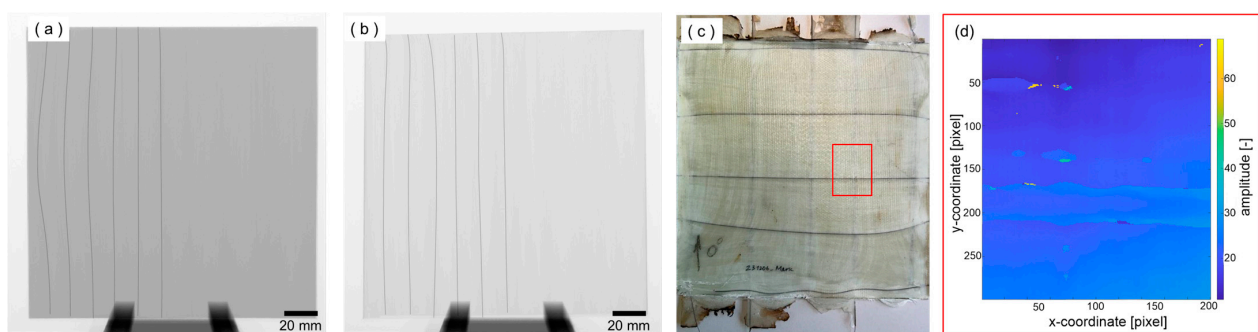 (a)
20 mm
(b)
20 mm
(c)
0°
(d)
50
100
150
200
250
50
100
150
200
x-coordinate [pixel]
y-coordinate [pixel]
60
50
40
30
20
amplitude [-]